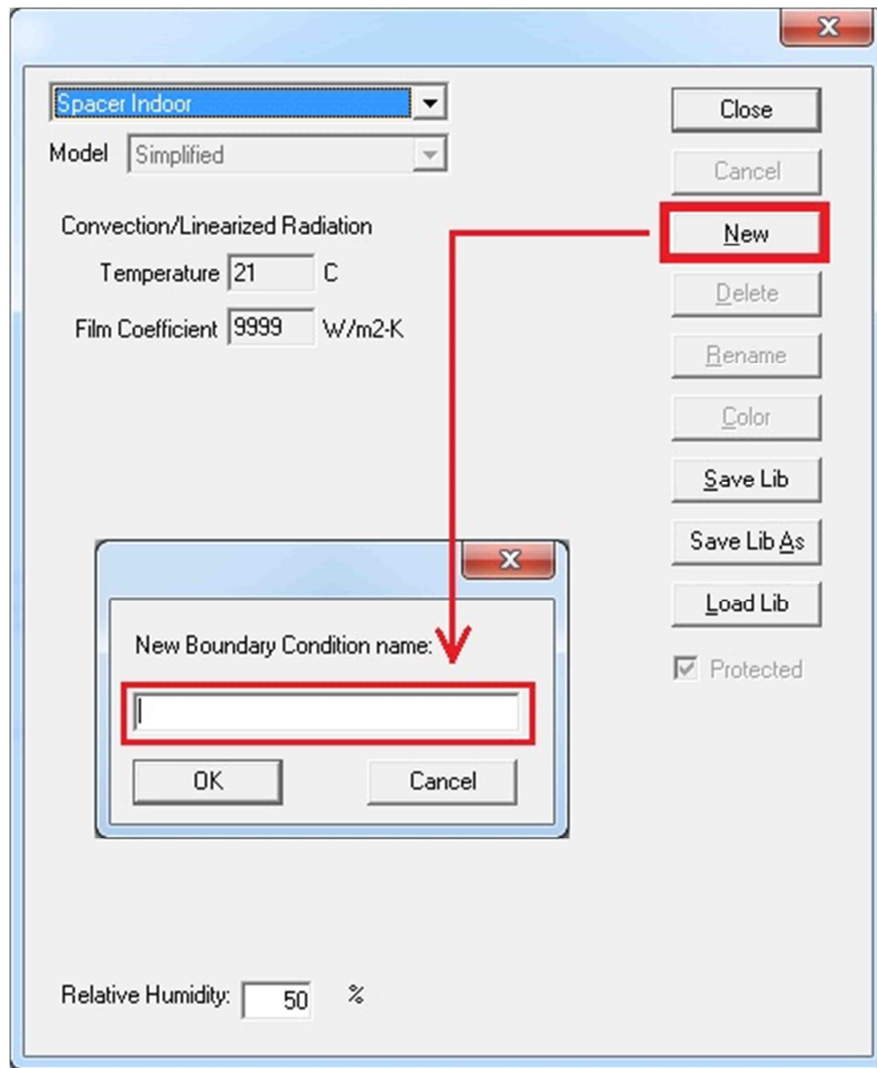 Spacer Indoor
Close
Model Simplified
Cancel
Convection/Linearized Radiation
New
Temperature 21 C
Delete
Film Coefficient 9999 W/m2-K
Rename
Color
Save Lib
Save Lib As
Load Lib
New Boundary Condition name:
Protected
OK Cancel
Relative Humidity: 50 %